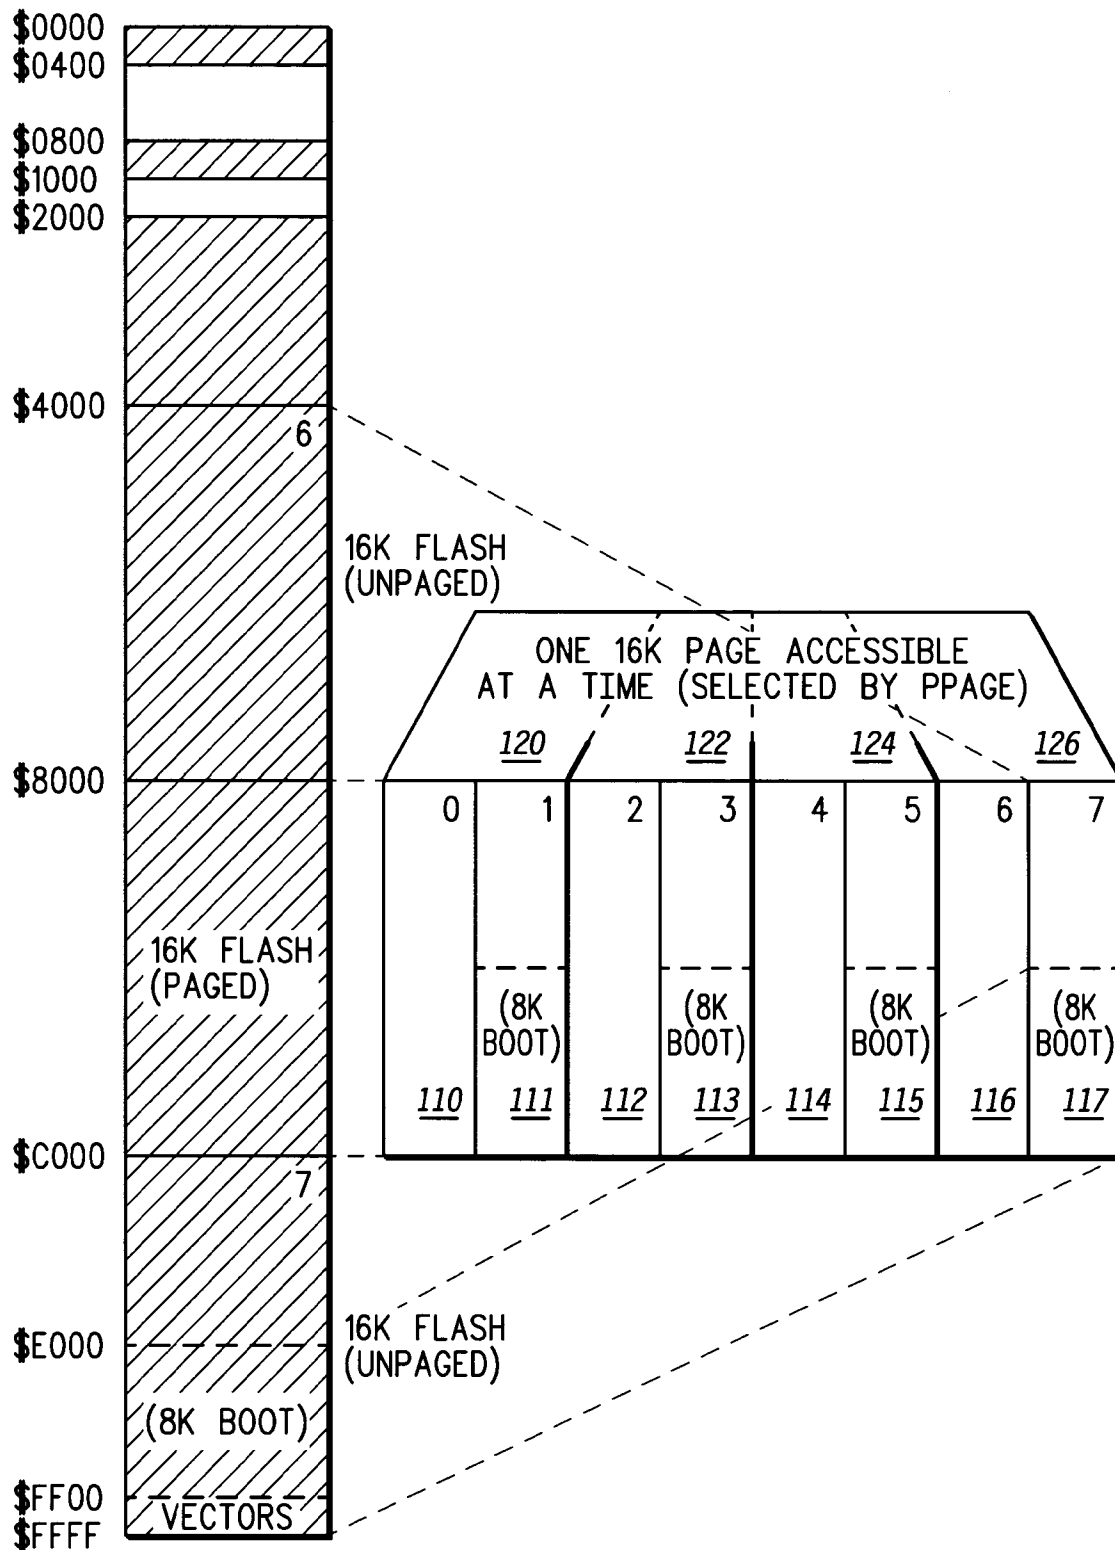 $0000
$0400
$0800
$1000
$2000
$4000
6
16K FLASH
(UNPAGED)
ONE 16K PAGE ACCESSIBLE
AT A TIME (SELECTED BY PPAGE)
120 122 124 126
$8000
0 1 2 3 4 5 6 7
16K FLASH
(PAGED)
(8K BOOT) (8K BOOT) (8K BOOT) (8K BOOT)
110 111 112 113 114 115 116 117
$C000
7
16K FLASH
(UNPAGED)
$E000
(8K BOOT)
$FF00
VECTORS
$FFFF